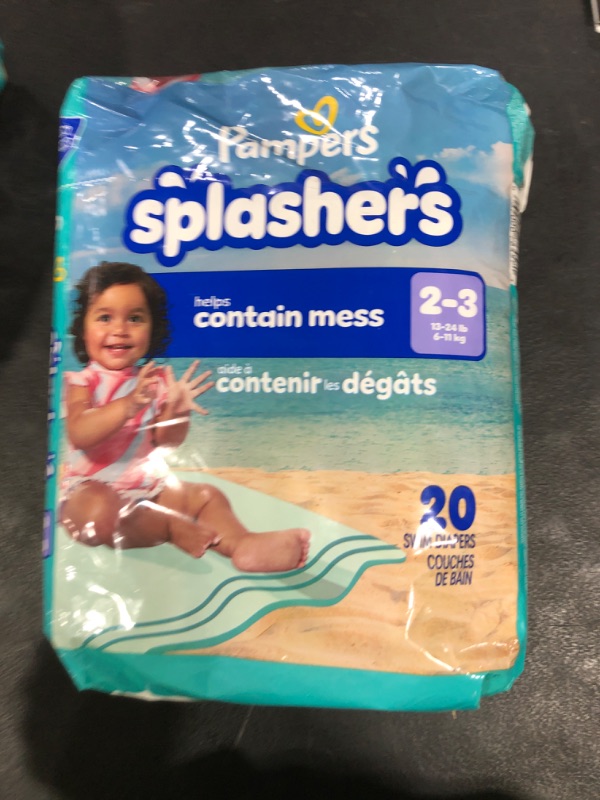 Pampers
splashers
helps
contain mess
2-3
13-24 lb
6-11 kg
aide à
contenir les dégâts
20
SWIM DIAPERS
COUCHES
DE BAIN